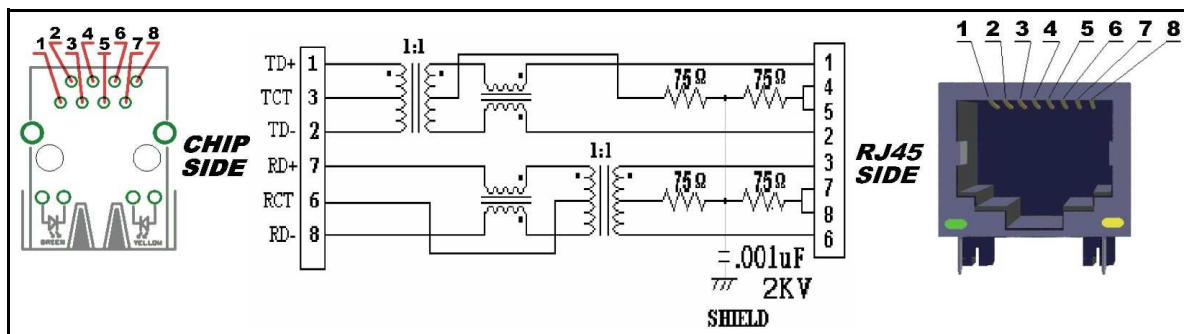 1 2 3 4 5 6 7 8
CHIP
SIDE
GREEN
YELLOW
TD+ 1
TCT 3
TD- 2
RD+ 7
RCT 6
RD- 8
1:1
75Ω 75Ω
1:1
75Ω 75Ω
.001uF
2KV
SHIELD
1
4
5
2
3
7
8
6
RJ45
SIDE
1 2 3 4 5 6 7 8